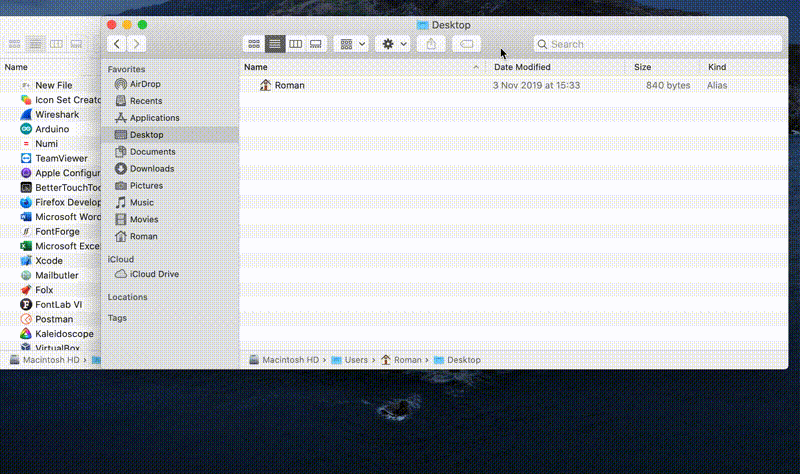 Desktop
Search
Name
New File
Icon Set Creato
Wireshark
Arduino
Numi
TeamViewer
Apple Configur
BetterTouchToo
Firefox Develop
Microsoft Word
FontForge
Microsoft Exce
Xcode
Mailbutler
Folx
FontLab VI
Postman
Kaleidoscope
VirtualBox
Macintosh HD
Favorites
AirDrop
Recents
Applications
Desktop
Documents
Downloads
Pictures
Music
Movies
Roman
iCloud
iCloud Drive
Locations
Tags
Name Date Modified Size Kind
Roman 3 Nov 2019 at 15:33 840 bytes Alias
Macintosh HD › Users › Roman › Desktop